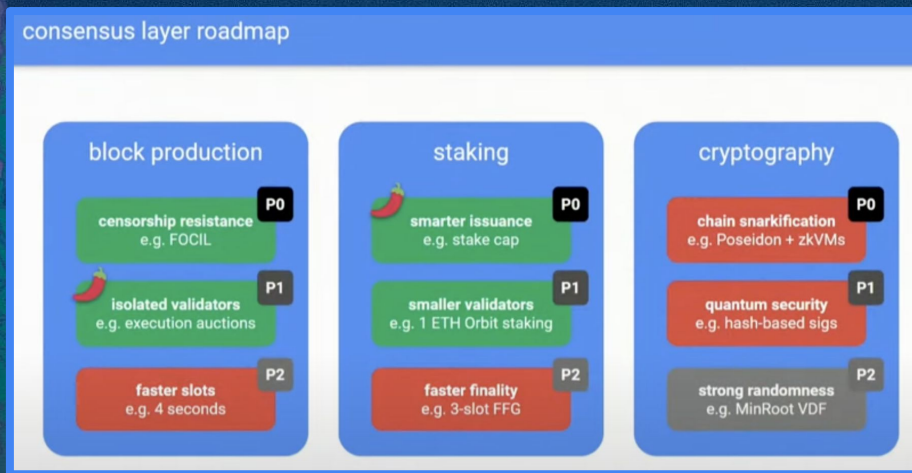 consensus layer roadmap
block production
P0
censorship resistance
e.g. FOCIL
P1
isolated validators
e.g. execution auctions
P2
faster slots
e.g. 4 seconds
staking
P0
smarter issuance
e.g. stake cap
P1
smaller validators
e.g. 1 ETH Orbit staking
P2
faster finality
e.g. 3-slot FFG
cryptography
P0
chain snarkification
e.g. Poseidon + zkVMs
P1
quantum security
e.g. hash-based sigs
P2
strong randomness
e.g. MinRoot VDF